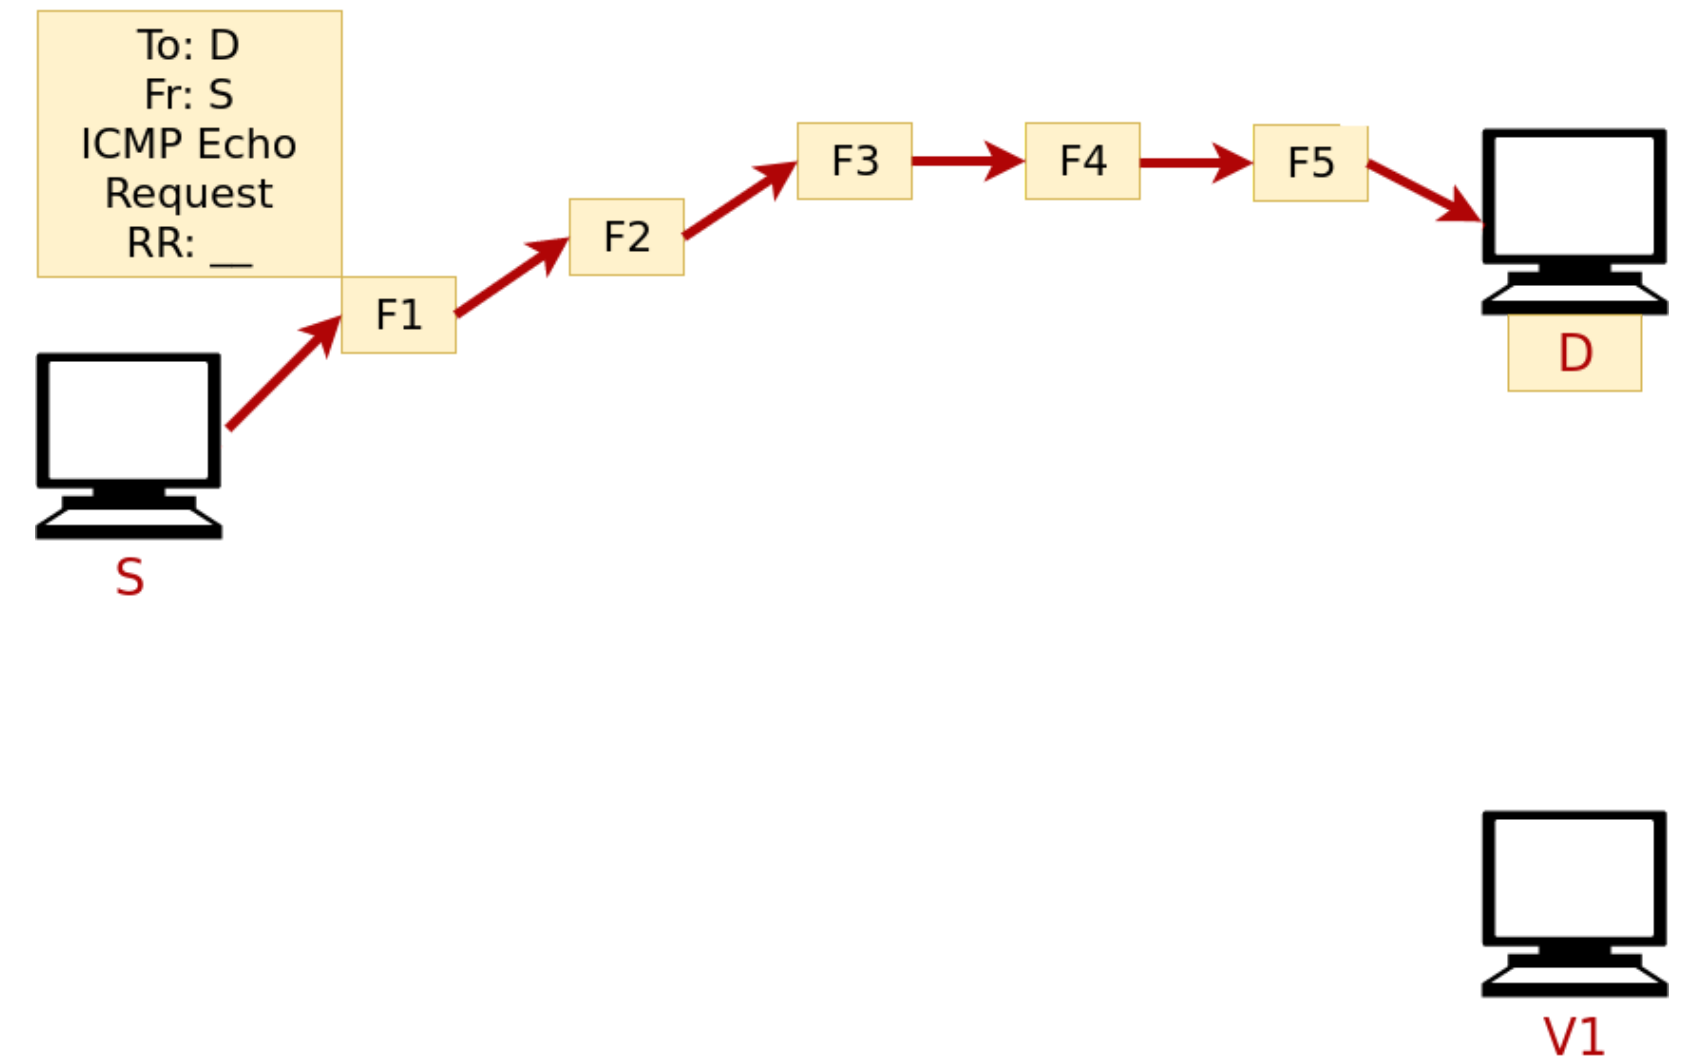 To: D
Fr: S
ICMP Echo
Request
RR: __
F1
F2
F3
F4
F5
D
S
V1